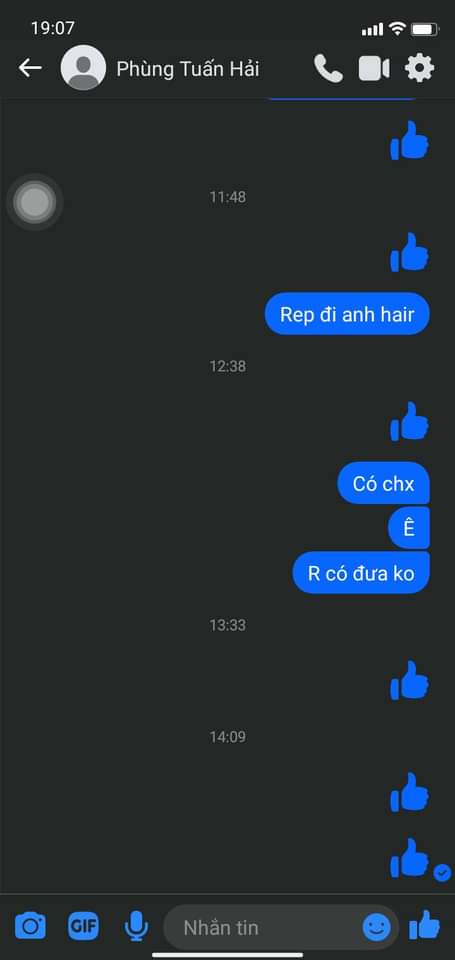 19:07
Phùng Tuấn Hải
11:48
Rep đi anh hair
12:38
Có chx
Ê
R có đưa ko
13:33
14:09
GIF
Nhắn tin